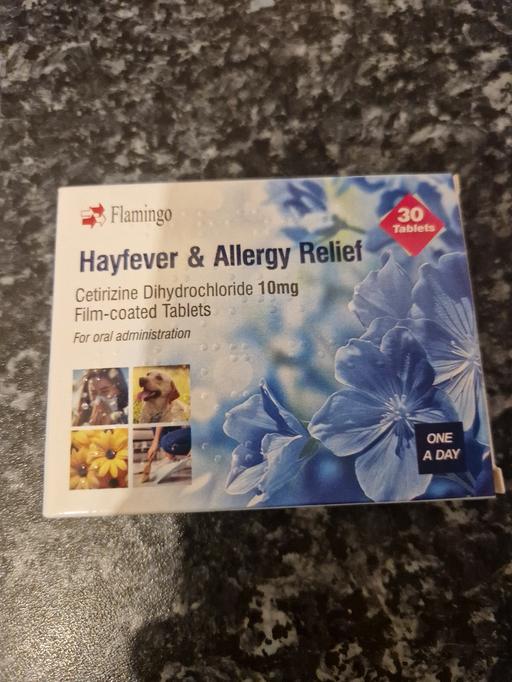 Flamingo
30
Tablets
Hayfever & Allergy Relief
Cetirizine Dihydrochloride 10mg
Film-coated Tablets
For oral administration
ONE
A DAY